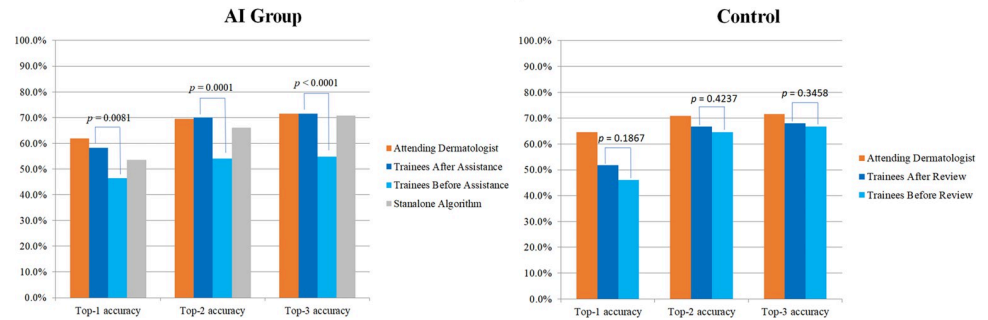 AI Group
100.0%
90.0%
80.0%
70.0%
60.0%
50.0%
40.0%
30.0%
20.0%
10.0%
0.0%
p = 0.0081
p = 0.0001
p < 0.0001
Top-1 accuracy
Top-2 accuracy
Top-3 accuracy
Attending Dermatologist
Trainees After Assistance
Trainees Before Assistance
Stanalone Algorithm
Control
100.0%
90.0%
80.0%
70.0%
60.0%
50.0%
40.0%
30.0%
20.0%
10.0%
0.0%
p = 0.1867
p = 0.4237
p = 0.3458
Top-1 accuracy
Top-2 accuracy
Top-3 accuracy
Attending Dermatologist
Trainees After Review
Trainees Before Review